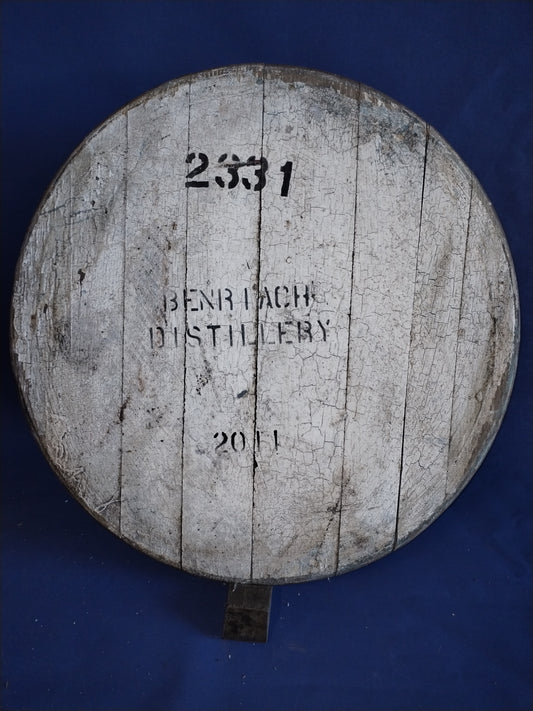 2331
BENRIACH
DISTILLERY
2011